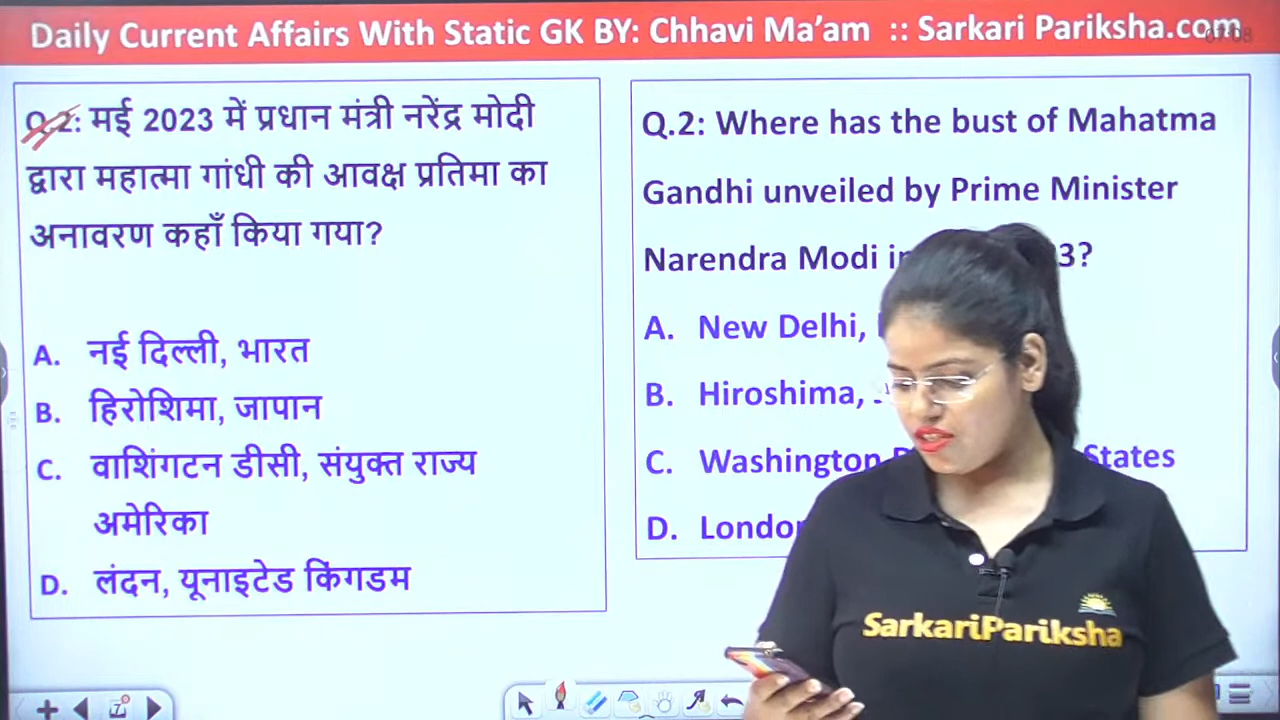 Daily Current Affairs With Static GK BY: Chhavi Ma’am :: Sarkari Pariksha.com
Q.2: मई 2023 में प्रधान मंत्री नरेंद्र मोदी
द्वारा महात्मा गांधी की आवक्ष प्रतिमा का
अनावरण कहाँ किया गया?
A. नई दिल्ली, भारत
B. हिरोशिमा, जापान
C. वाशिंगटन डीसी, संयुक्त राज्य
अमेरिका
D. लंदन, यूनाइटेड किंगडम
Q.2: Where has the bust of Mahatma
Gandhi unveiled by Prime Minister
Narendra Modi 3?
A. New Delhi,
B. Hiroshima,
C. Washington States
D.
SarkariPariksha